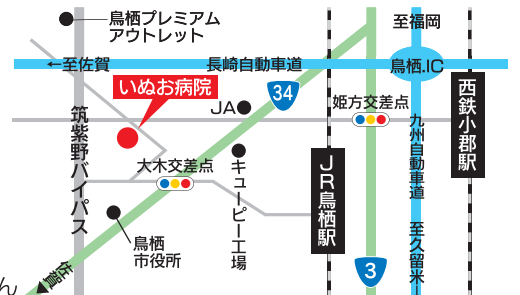 鳥栖プレミアム
アウトレット
至福岡
←至佐賀
長崎自動車道
鳥栖.IC
いぬお病院
34
JA
姫方交差点
西鉄小郡駅
筑紫野バイパス
九州自動車道
大木交差点
キューピー工場
JR鳥栖駅
鳥栖
市役所
至久留米
佐賀
3
ん